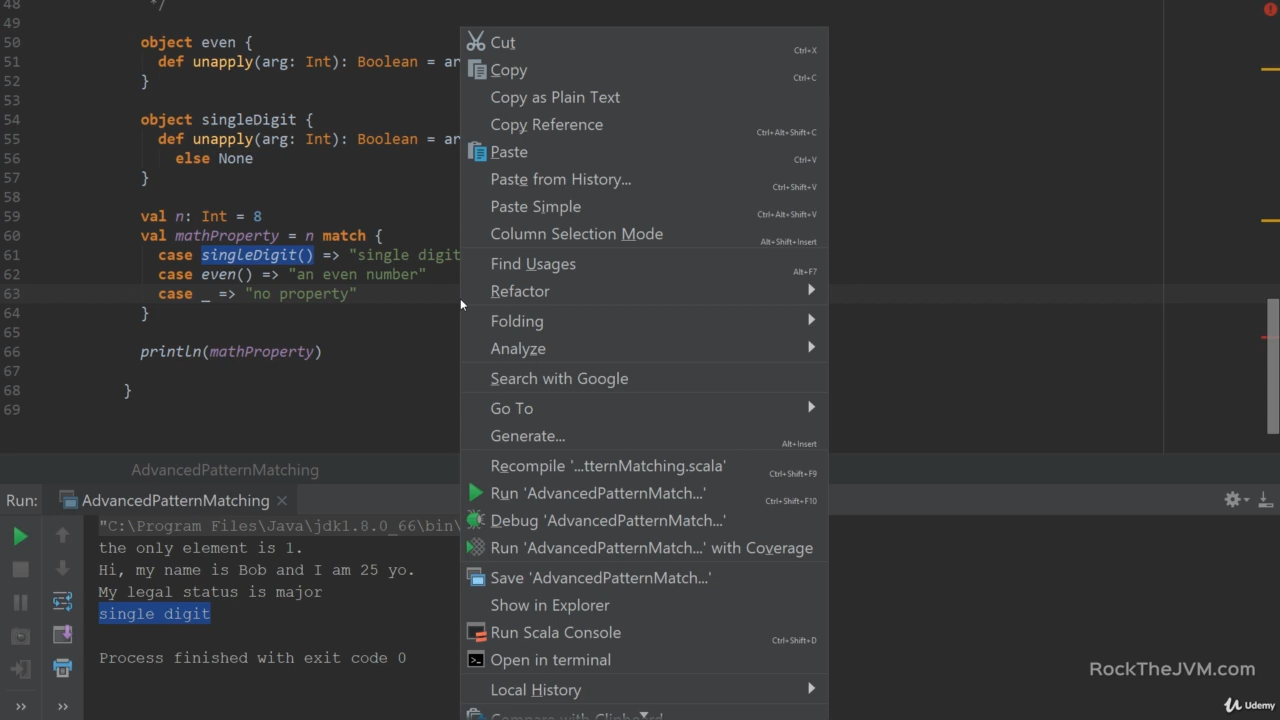 48 */
49
50 object even {
51 def unapply(arg: Int): Boolean = ar
52 }
53
54 object singleDigit {
55 def unapply(arg: Int): Boolean = ar
56 else None
57 }
58
59 val n: Int = 8
60 val mathProperty = n match {
61 case singleDigit() => "single digit
62 case even() => "an even number"
63 case _ => "no property"
64 }
65
66 println(mathProperty)
67
68 }
69
AdvancedPatternMatching
Run: AdvancedPatternMatching
"C:\Program Files\Java\jdk1.8.0_66\bin\
the only element is 1.
Hi, my name is Bob and I am 25 yo.
My legal status is major
single digit
Process finished with exit code 0
Cut Ctrl+X
Copy Ctrl+C
Copy as Plain Text
Copy Reference Ctrl+Alt+Shift+C
Paste Ctrl+V
Paste from History... Ctrl+Shift+V
Paste Simple Ctrl+Alt+Shift+V
Column Selection Mode Alt+Shift+Insert
Find Usages Alt+F7
Refactor
Folding
Analyze
Search with Google
Go To
Generate... Alt+Insert
Recompile '...tternMatching.scala' Ctrl+Shift+F9
Run 'AdvancedPatternMatch...' Ctrl+Shift+F10
Debug 'AdvancedPatternMatch...'
Run 'AdvancedPatternMatch...' with Coverage
Save 'AdvancedPatternMatch...'
Show in Explorer
Run Scala Console Ctrl+Shift+D
Open in terminal
Local History
Compare with Clipboard
RockTheJVM.com
Udemy